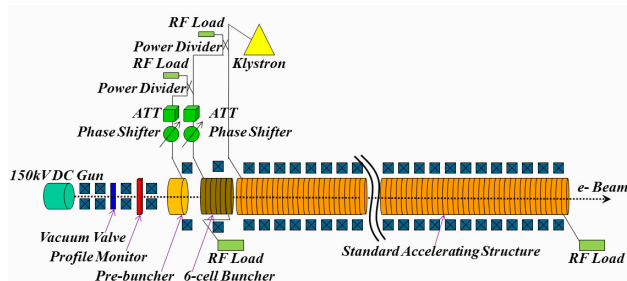 RF Load
Power Divider
RF Load
Klystron
Power Divider
ATT
ATT
Phase Shifter
Phase Shifter
150kV DC Gun
e- Beam
Vacuum Valve
Profile Monitor
Pre-buncher
6-cell Buncher
RF Load
Standard Accelerating Structure
RF Load